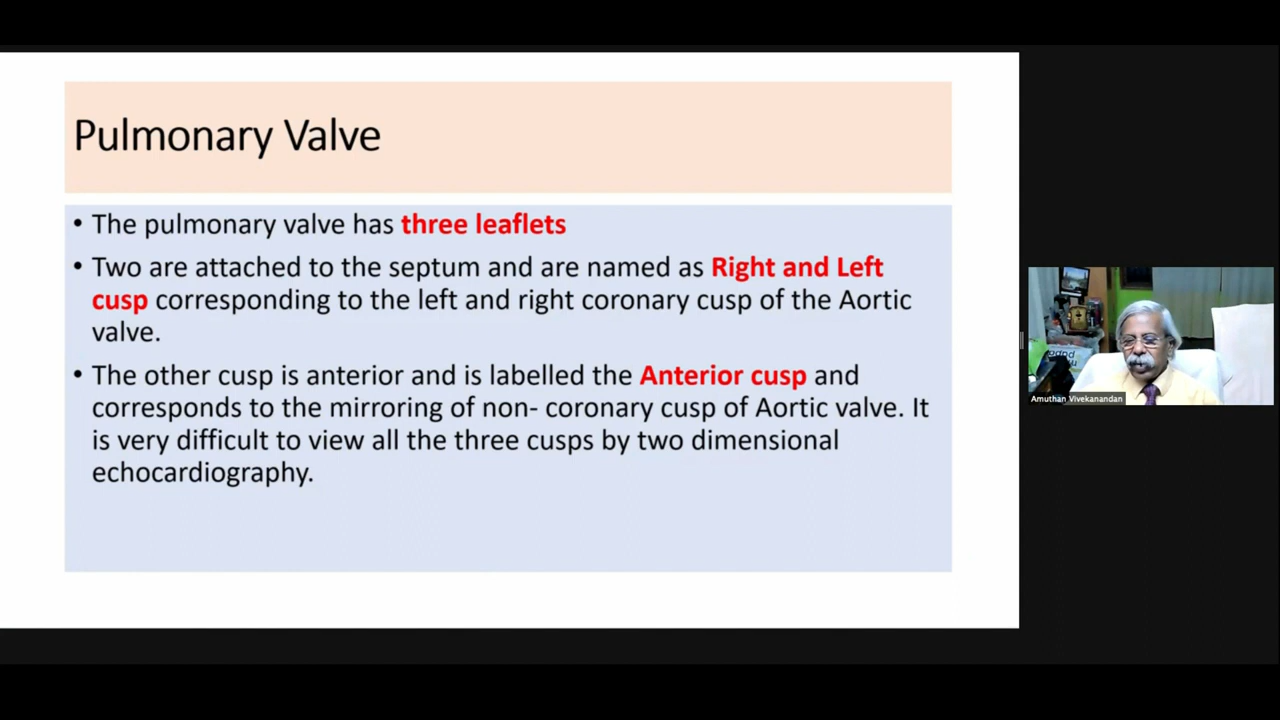 Pulmonary Valve
• The pulmonary valve has three leaflets
• Two are attached to the septum and are named as Right and Left
cusp corresponding to the left and right coronary cusp of the Aortic
valve.
• The other cusp is anterior and is labelled the Anterior cusp and
corresponds to the mirroring of non- coronary cusp of Aortic valve. It
is very difficult to view all the three cusps by two dimensional
echocardiography.
Amuthan Vivekanandan